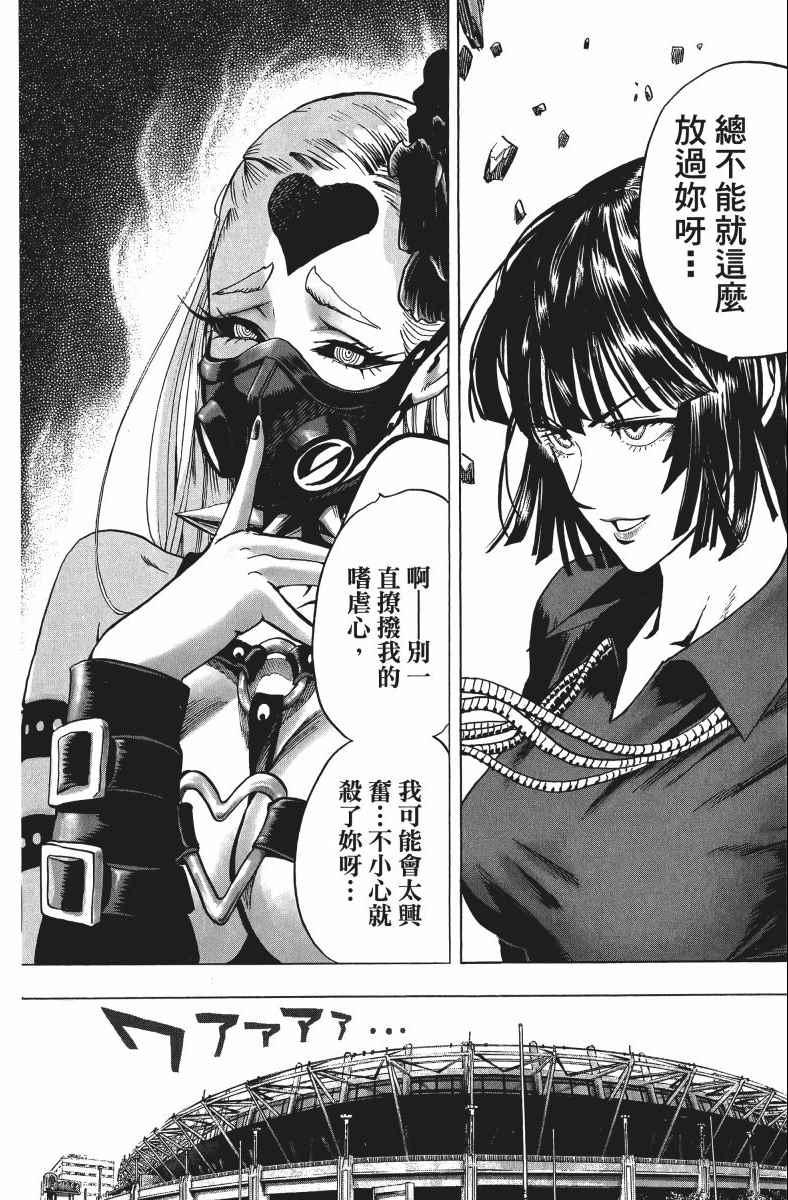 總不能就這麼
放過妳呀…
啊——別一
直撩撥我的
嗜虐心，
我可能會太興
奮…不小心就
殺了妳呀…
ワァァァァ…